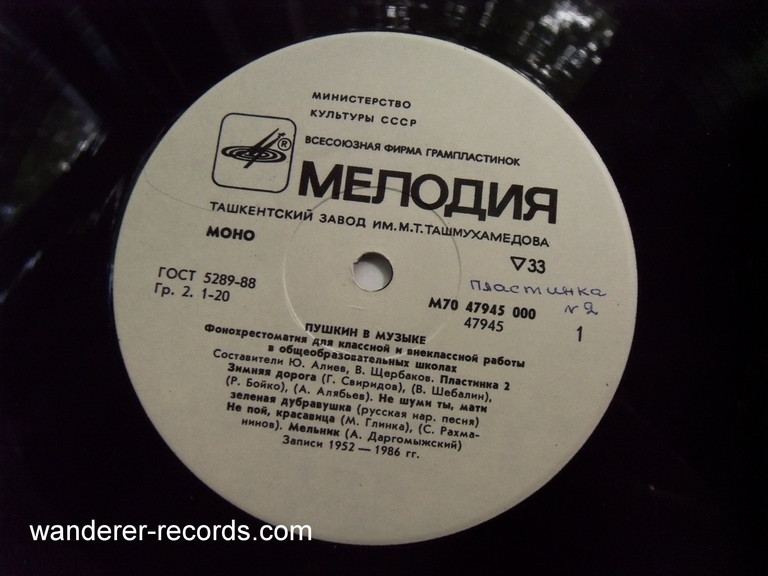 МИНИСТЕРСТВО
КУЛЬТУРЫ СССР
ВСЕСОЮЗНАЯ ФИРМА ГРАМПЛАСТИНОК
®
МЕЛОДИЯ
ТАШКЕНТСКИЙ ЗАВОД ИМ. М.Т.ТАШМУХАМЕДОВА
МОНО
▽33
ГОСТ 5289-88
Гр. 2. 1-20
Пластинка
№2
М70 47945 000
47945
1
ПУШКИН В МУЗЫКЕ
Фонохрестоматия для классной и внеклассной работы
в общеобразовательных школах
Составители Ю. Алиев, В. Щербаков. Пластинка 2
Зимняя дорога (Г. Свиридов), (В. Шебалин),
(Р. Бойко), (А. Алябьев). Не шуми ты, мати
зеленая дубравушка (русская нар. песня)
Не пой, красавица (М. Глинка), (С. Рахма-
нинов). Мельник (А. Даргомыжский)
Записи 1952 — 1986 гг.
wanderer-records.com